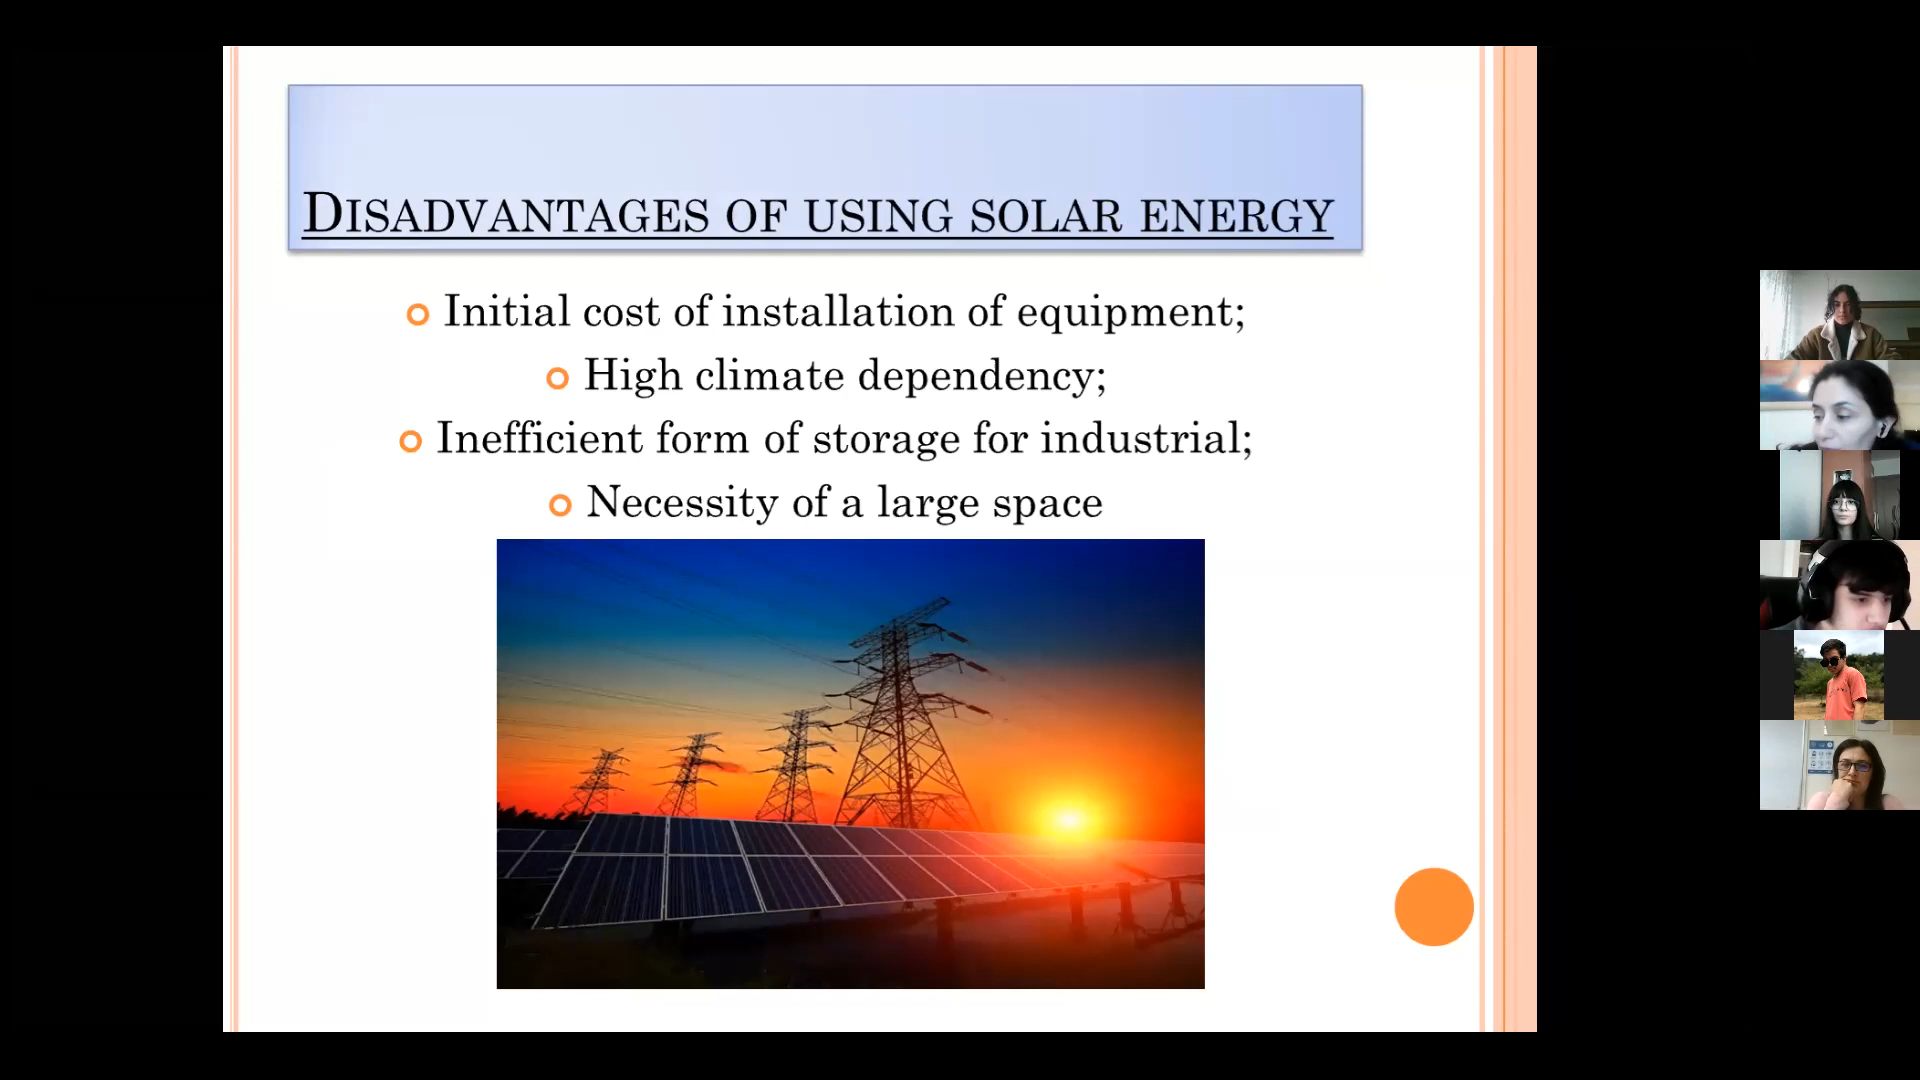 DISADVANTAGES OF USING SOLAR ENERGY
Initial cost of installation of equipment;
High climate dependency;
Inefficient form of storage for industrial;
Necessity of a large space